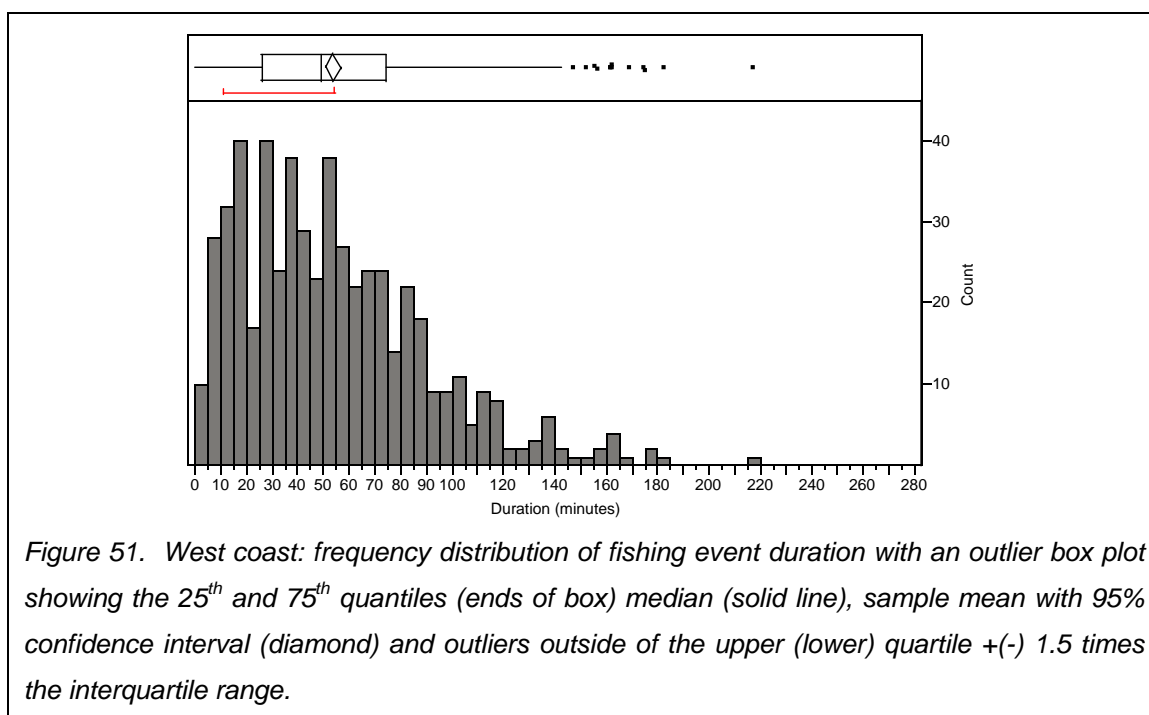 40
30
20
10
Count
0 10 20 30 40 50 60 70 80 90 100 120 140 160 180 200 220 240 260 280
Duration (minutes)
Figure 51. West coast: frequency distribution of fishing event duration with an outlier box plot
showing the 25th and 75th quantiles (ends of box) median (solid line), sample mean with 95%
confidence interval (diamond) and outliers outside of the upper (lower) quartile +(-) 1.5 times
the interquartile range.